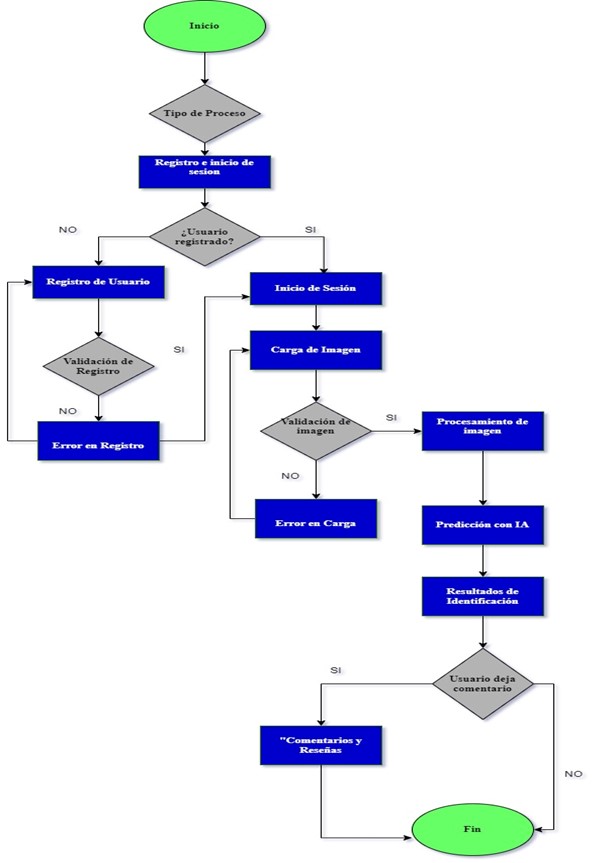 Inicio
Tipo de Proceso
Registro e inicio de
sesion
NO
¿Usuario
registrado?
SI
Registro de Usuario
Inicio de Sesión
Validación de
Registro
SI
Carga de Imagen
NO
Error en Registro
Validación de
imagen
SI
Procesamiento de
imagen
NO
Error en Carga
Predicción con IA
Resultados de
Identificación
Usuario deja
comentario
SI
"Comentarios y
Reseñas
NO
Fin